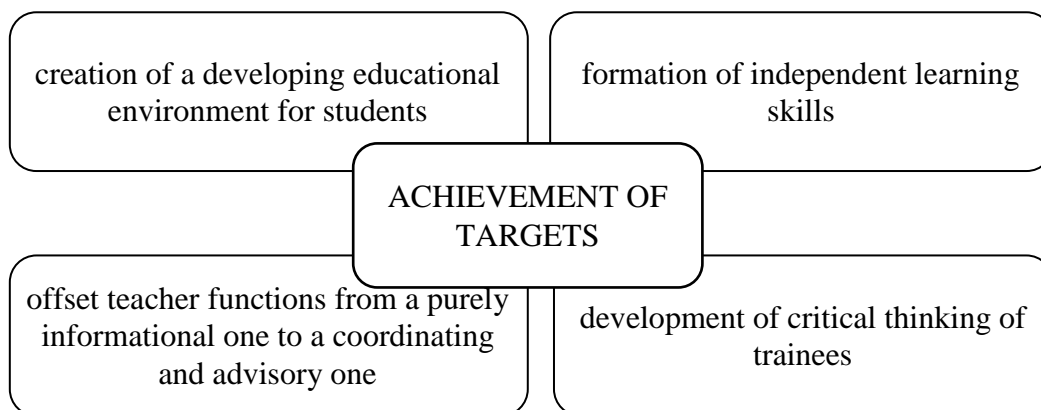 creation of a developing educational
environment for students
formation of independent learning
skills
ACHIEVEMENT OF
TARGETS
offset teacher functions from a purely
informational one to a coordinating
and advisory one
development of critical thinking of
trainees